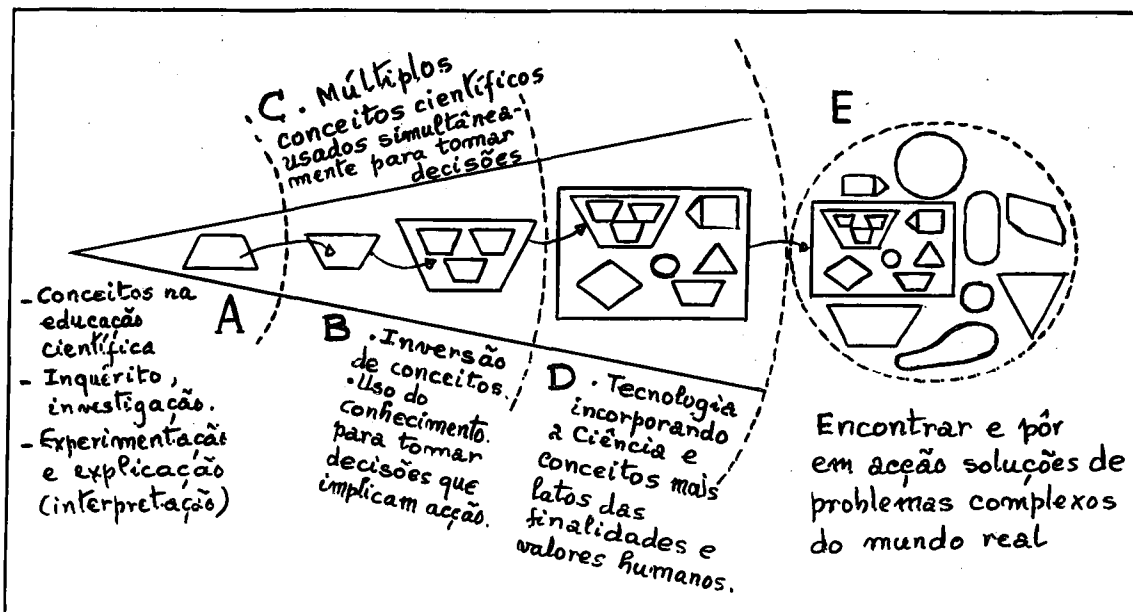 C. Múltiplos
conceitos científicos
usados simultânea-
mente para tomar
decisões
E
A
- Conceitos na
educação
científica
- Inquérito,
investigação.
- Experimentação
e explicação
(interpretação)
B . Inversão
de conceitos.
. Uso do
conhecimento.
para tomar
decisões que
implicam acção.
D . Tecnologia
incorporando
a Ciência e
conceitos mais
latos das
finalidades e
valores humanos.
Encontrar e pôr
em acção soluções de
problemas complexos
do mundo real